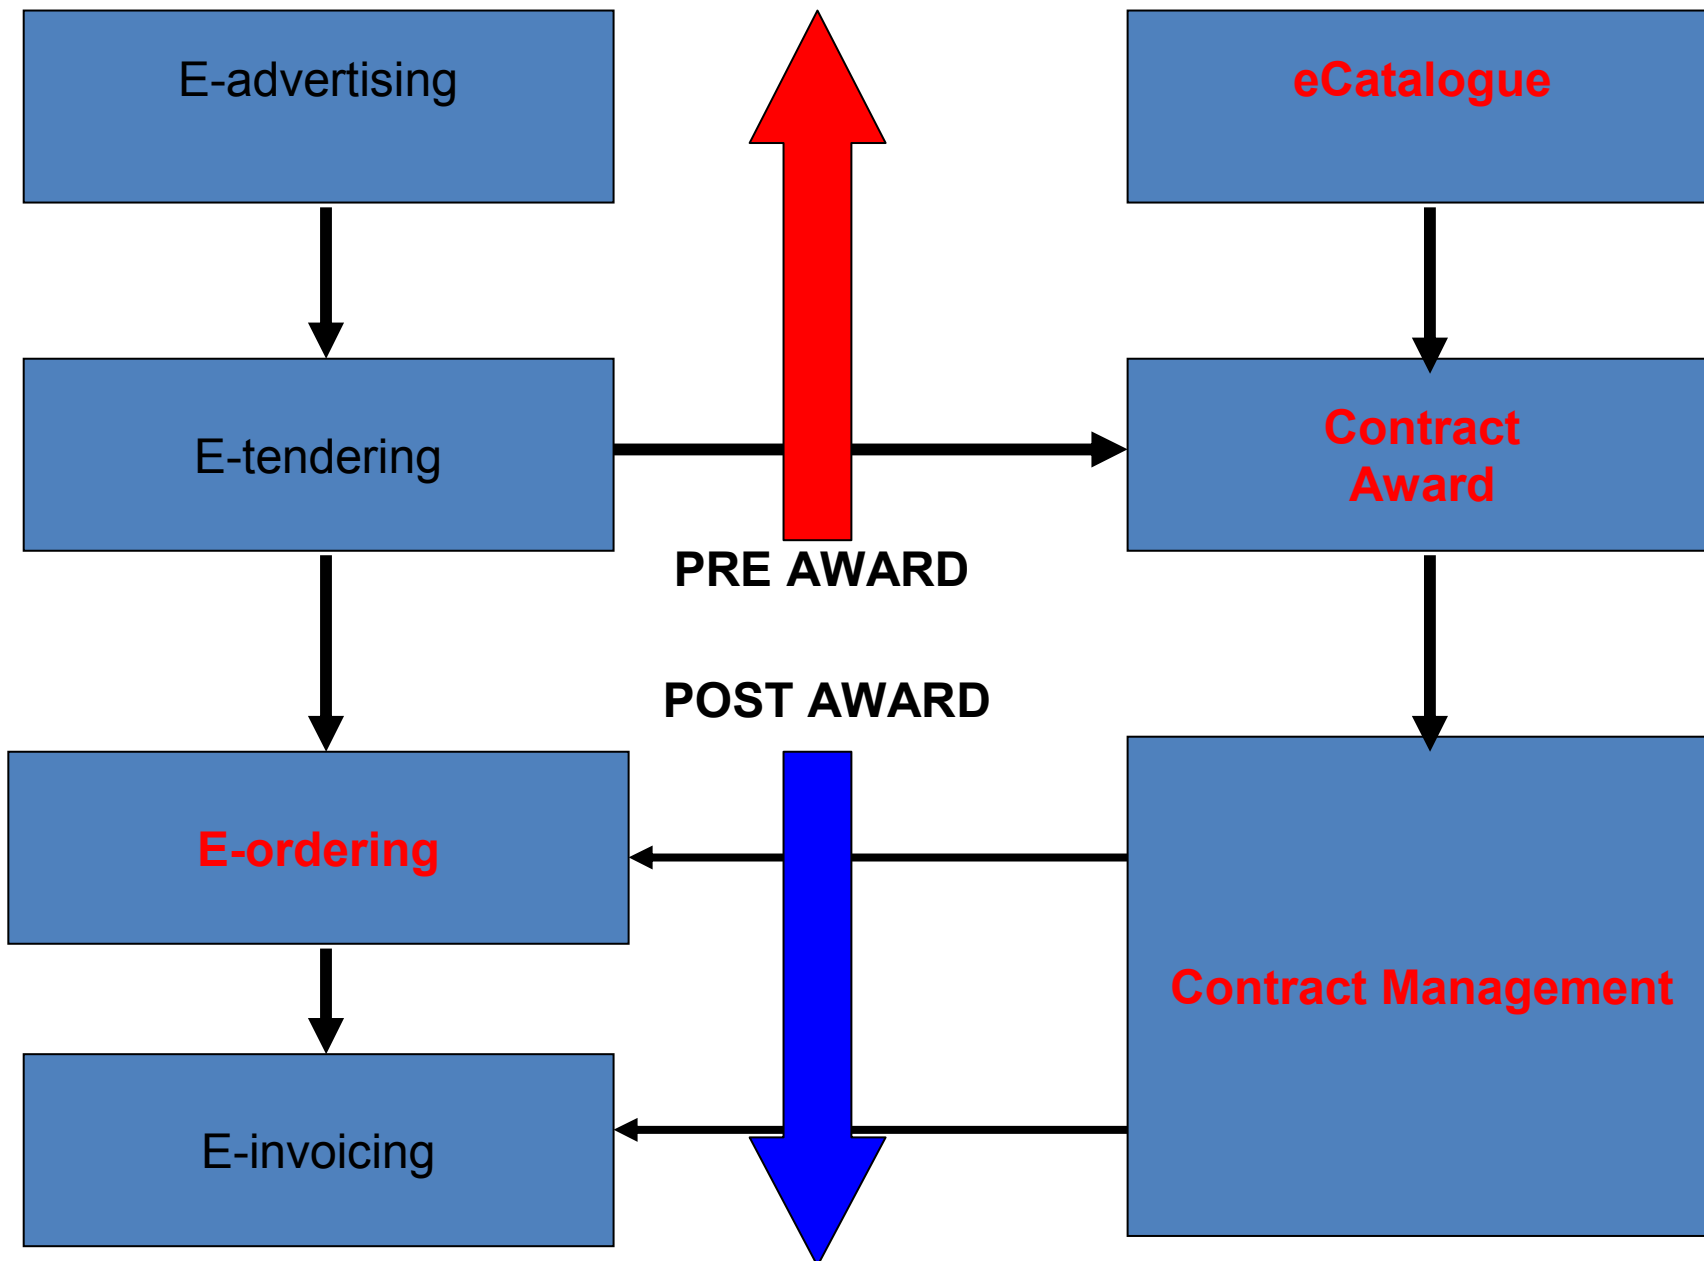 E-advertising
eCatalogue
E-tendering
Contract
Award
PRE AWARD
POST AWARD
E-ordering
Contract Management
E-invoicing